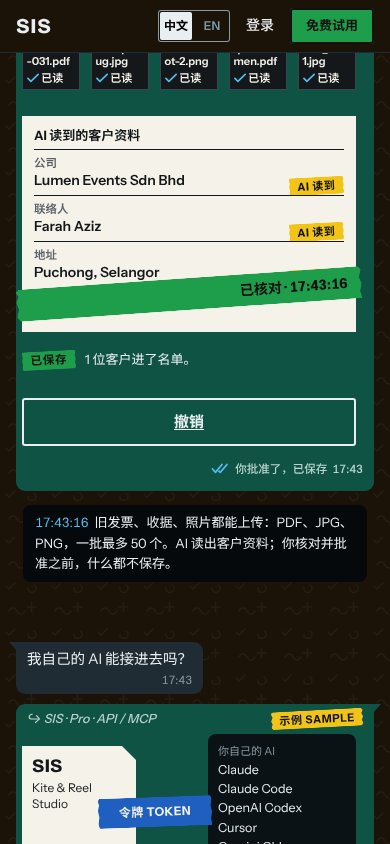 SIS
中文 EN
登录
免费试用
-031.pdf
ug.jpg
ot-2.png
men.pdf
1.jpg
已读
已读
已读
已读
已读
AI 读到的客户资料
公司
Lumen Events Sdn Bhd
AI 读到
联络人
Farah Aziz
AI 读到
地址
Puchong, Selangor
已核对 · 17:43:16
已保存 1 位客户进了名单。
撤销
你批准了，已保存 17:43
17:43:16 旧发票、收据、照片都能上传：PDF、JPG、
PNG，一批最多 50 个。AI 读出客户资料；你核对并批
准之前，什么都不保存。
我自己的 AI 能接进去吗？
17:43
SIS · Pro · API / MCP
示例 SAMPLE
SIS
Kite & Reel
Studio
令牌 TOKEN
你自己的 AI
Claude
Claude Code
OpenAI Codex
Cursor